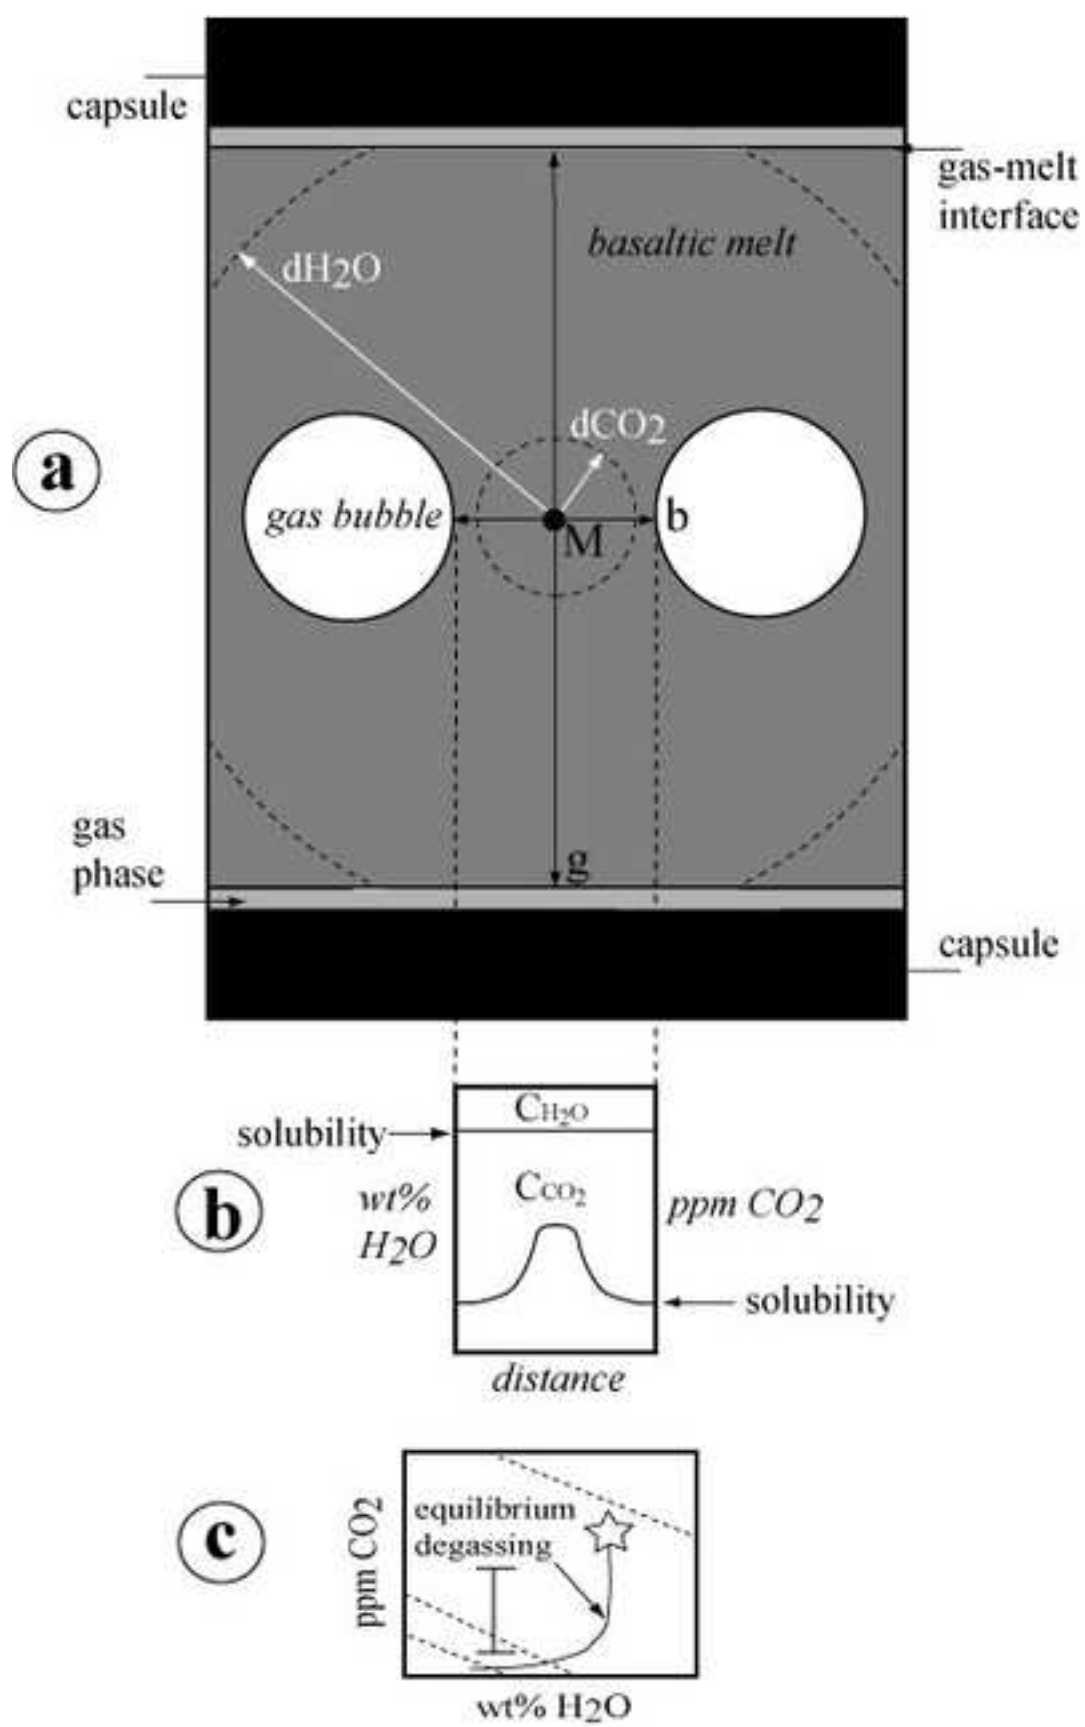 capsule
gas-melt
interface
basaltic melt
dH2O
dCO2
a
gas bubble
M
b
g
gas
phase
capsule
CH2O
solubility
b
wt%
H2O
CCO2
ppm CO2
solubility
distance
c
ppm CO2
equilibrium
degassing
wt% H2O